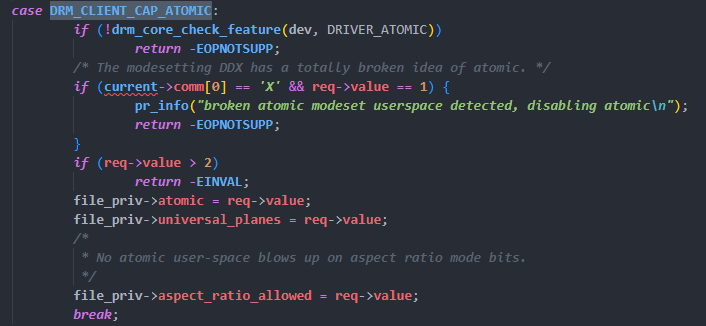 case DRM_CLIENT_CAP_ATOMIC:
if (!drm_core_check_feature(dev, DRIVER_ATOMIC))
return -EOPNOTSUPP;
/* The modesetting DDX has a totally broken idea of atomic. */
if (current->comm[0] == 'X' && req->value == 1) {
pr_info("broken atomic modeset userspace detected, disabling atomic\n");
return -EOPNOTSUPP;
}
if (req->value > 2)
return -EINVAL;
file_priv->atomic = req->value;
file_priv->universal_planes = req->value;
/*
* No atomic user-space blows up on aspect ratio mode bits.
*/
file_priv->aspect_ratio_allowed = req->value;
break;